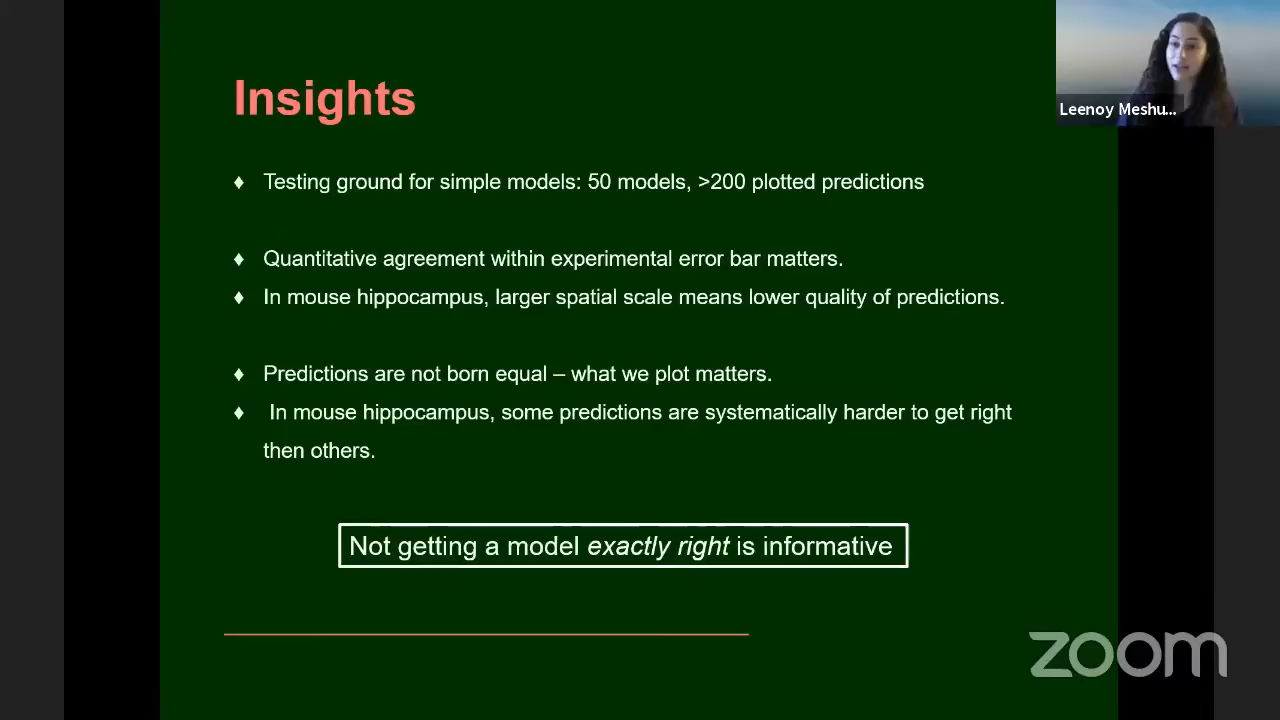 Insights
Leenoy Meshu...
♦ Testing ground for simple models: 50 models, >200 plotted predictions
♦ Quantitative agreement within experimental error bar matters.
♦ In mouse hippocampus, larger spatial scale means lower quality of predictions.
♦ Predictions are not born equal – what we plot matters.
♦ In mouse hippocampus, some predictions are systematically harder to get right
then others.
Not getting a model exactly right is informative
zoom